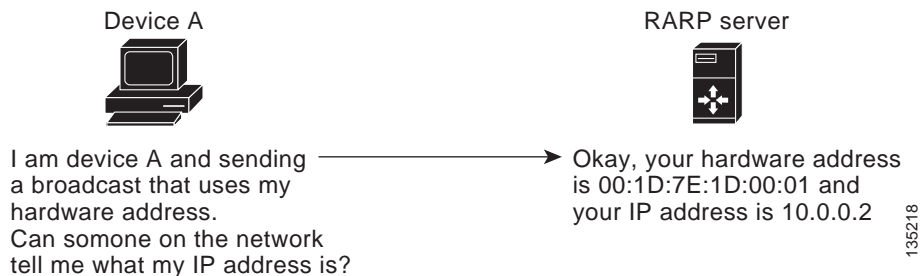 Device A
RARP server
I am device A and sending
a broadcast that uses my
hardware address.
Can somone on the network
tell me what my IP address is?
Okay, your hardware address
is 00:1D:7E:1D:00:01 and
your IP address is 10.0.0.2
135218